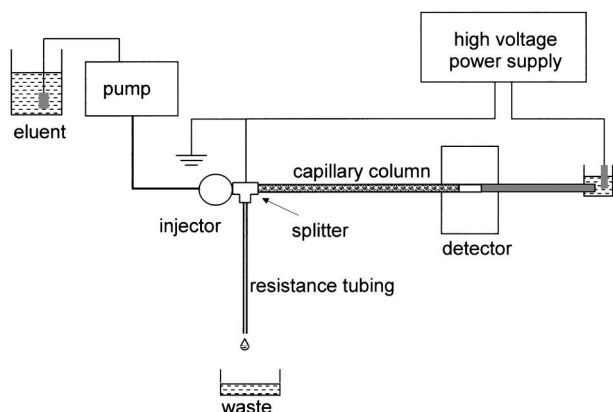 high voltage
power supply
pump
eluent
capillary column
injector
splitter
detector
resistance tubing
waste